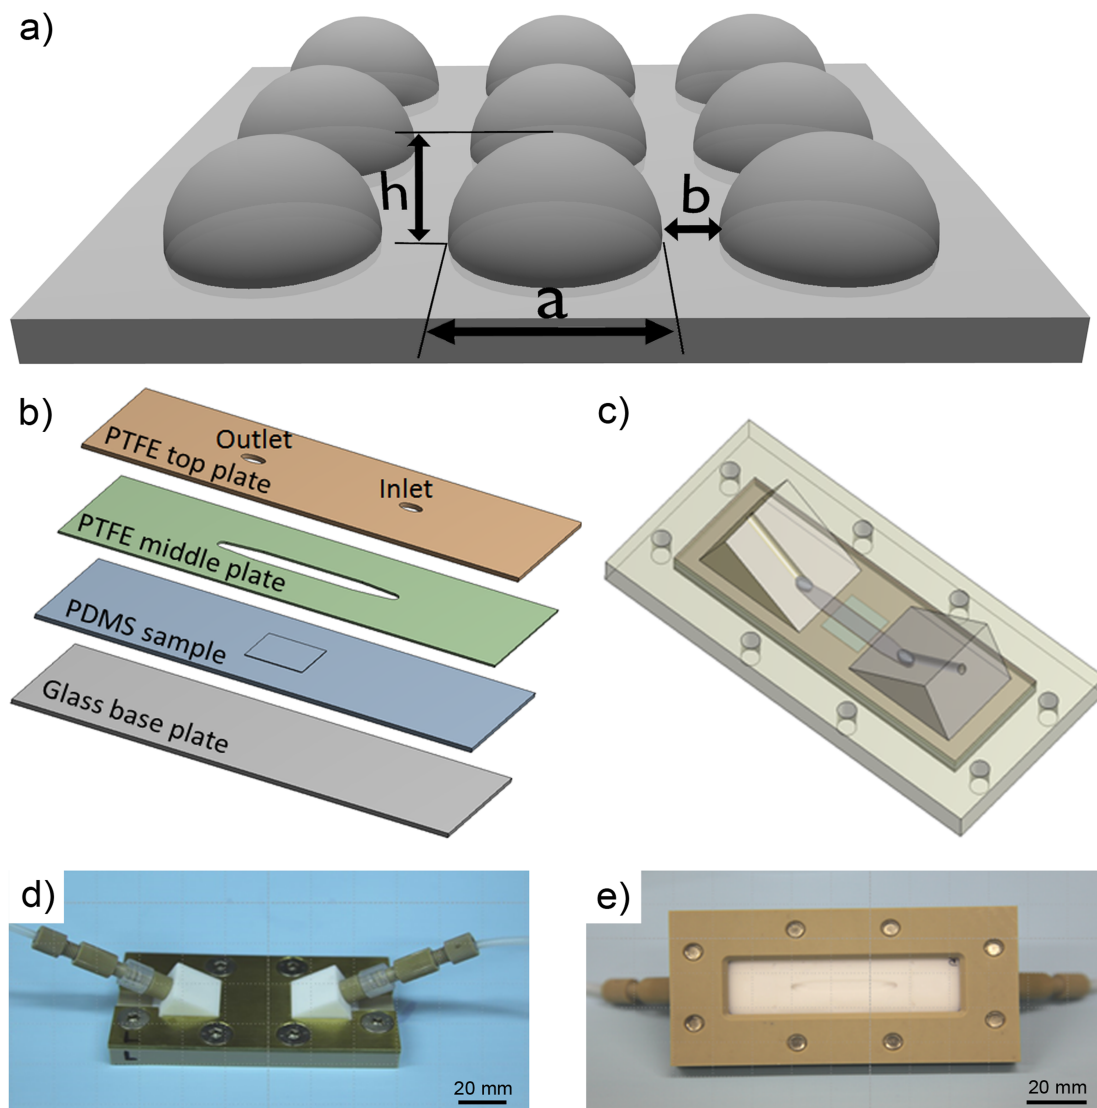 a)
h
b
a
b)
PTFE top plate
Outlet
Inlet
PTFE middle plate
PDMS sample
Glass base plate
c)
d)
20 mm
e)
20 mm